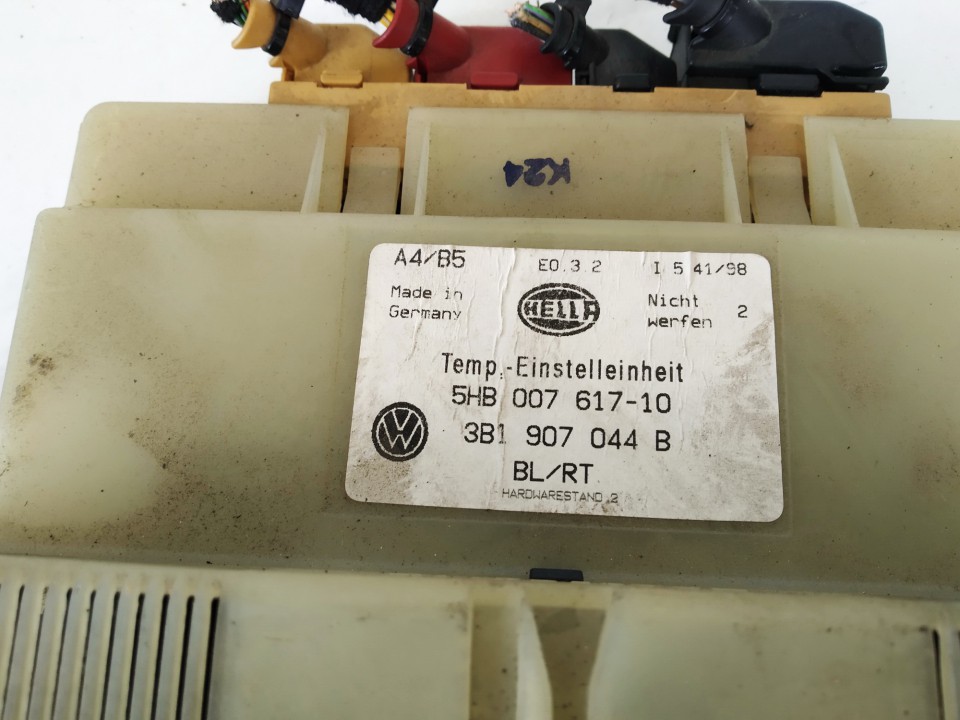 K24
A4/B5 E0.3.2 I 5 41/98
Made in Germany
HELLA
Nicht werfen 2
Temp.-Einstelleinheit
5HB 007 617-10
3B1 907 044 B
BL/RT
HARDWARESTAND 2